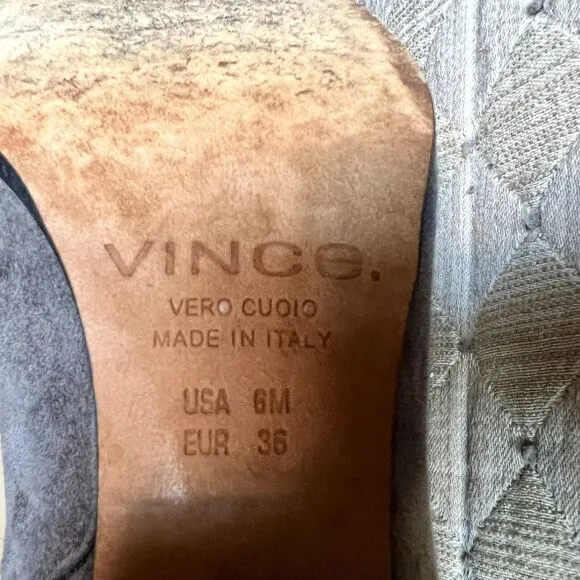 VINCE.
VERO CUOIO
MADE IN ITALY
USA 6M
EUR 36